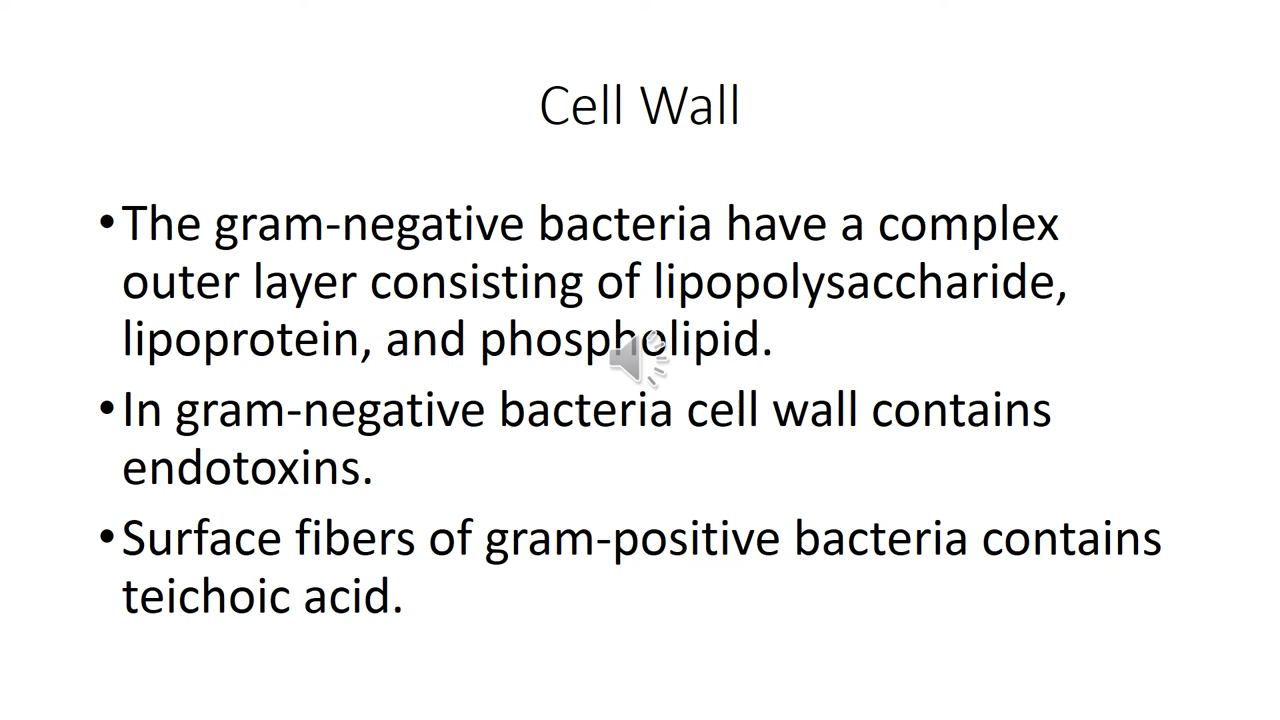 Cell Wall
•The gram-negative bacteria have a complex
outer layer consisting of lipopolysaccharide,
lipoprotein, and phospholipid.
•In gram-negative bacteria cell wall contains
endotoxins.
•Surface fibers of gram-positive bacteria contains
teichoic acid.